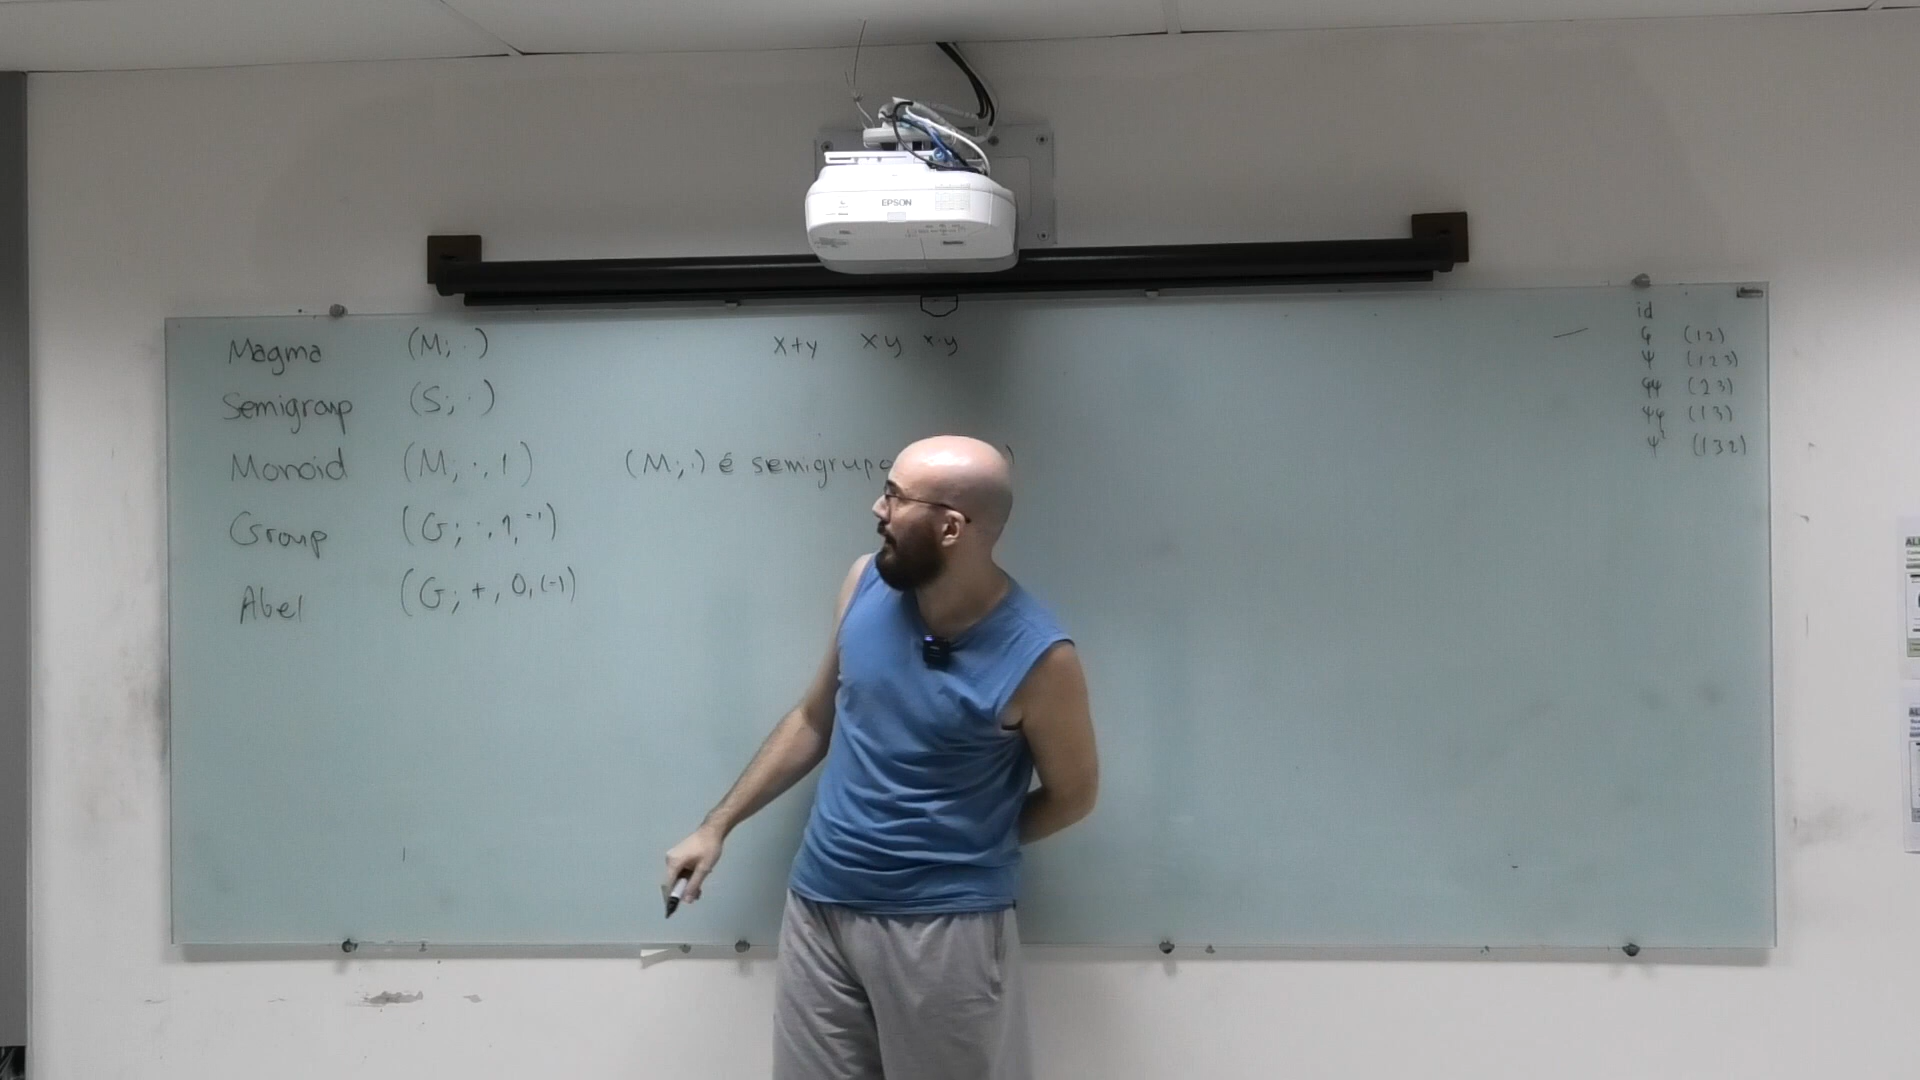 EPSON
Magma (M; ·) x+y xy x·y
Semigroup (S; ·)
Monoid (M; ·, 1) (M; ·) é semigrupo )
Group (G; ·, 1, ⁻¹)
Abel (G; +, 0, (-1)
id
φ (12)
ψ (123)
φψ (23)
ψφ (13)
ψ² (132)